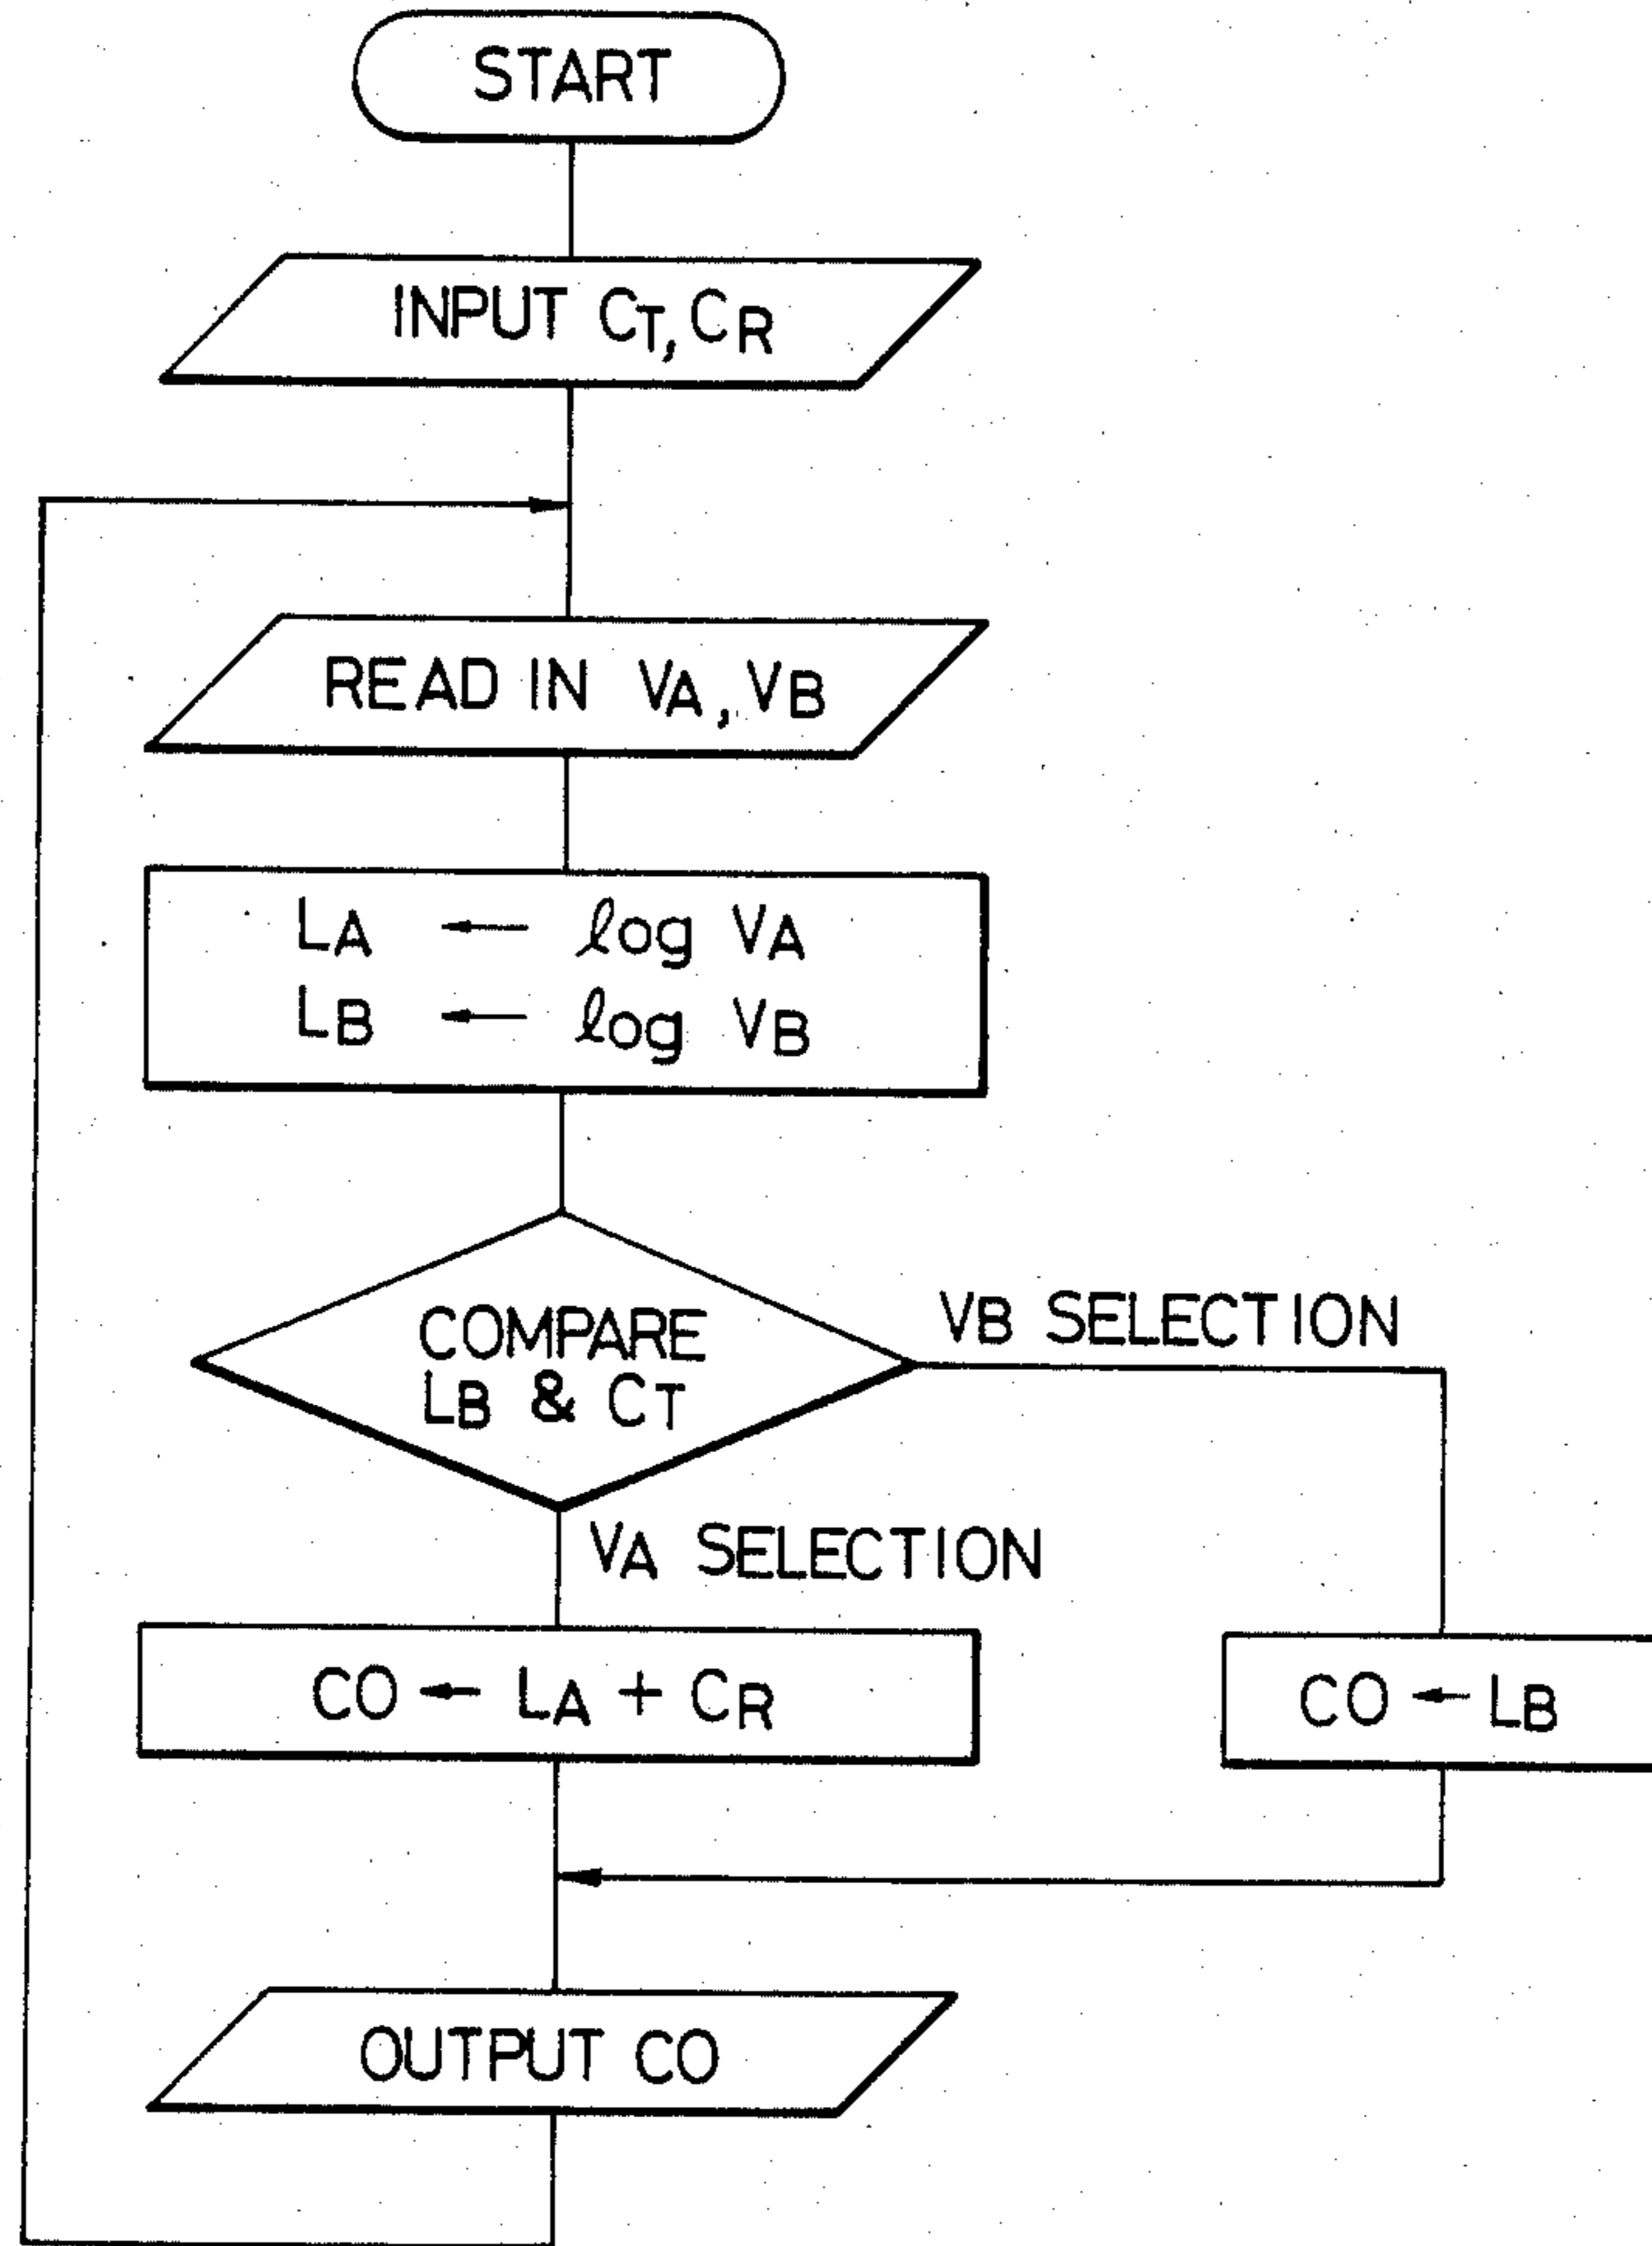 START
INPUT CT, CR
READ IN VA, VB
LA ← log VA
LB ← log VB
COMPARE
LB & CT
VB SELECTION
VA SELECTION
CO ← LA + CR
CO ← LB
OUTPUT CO